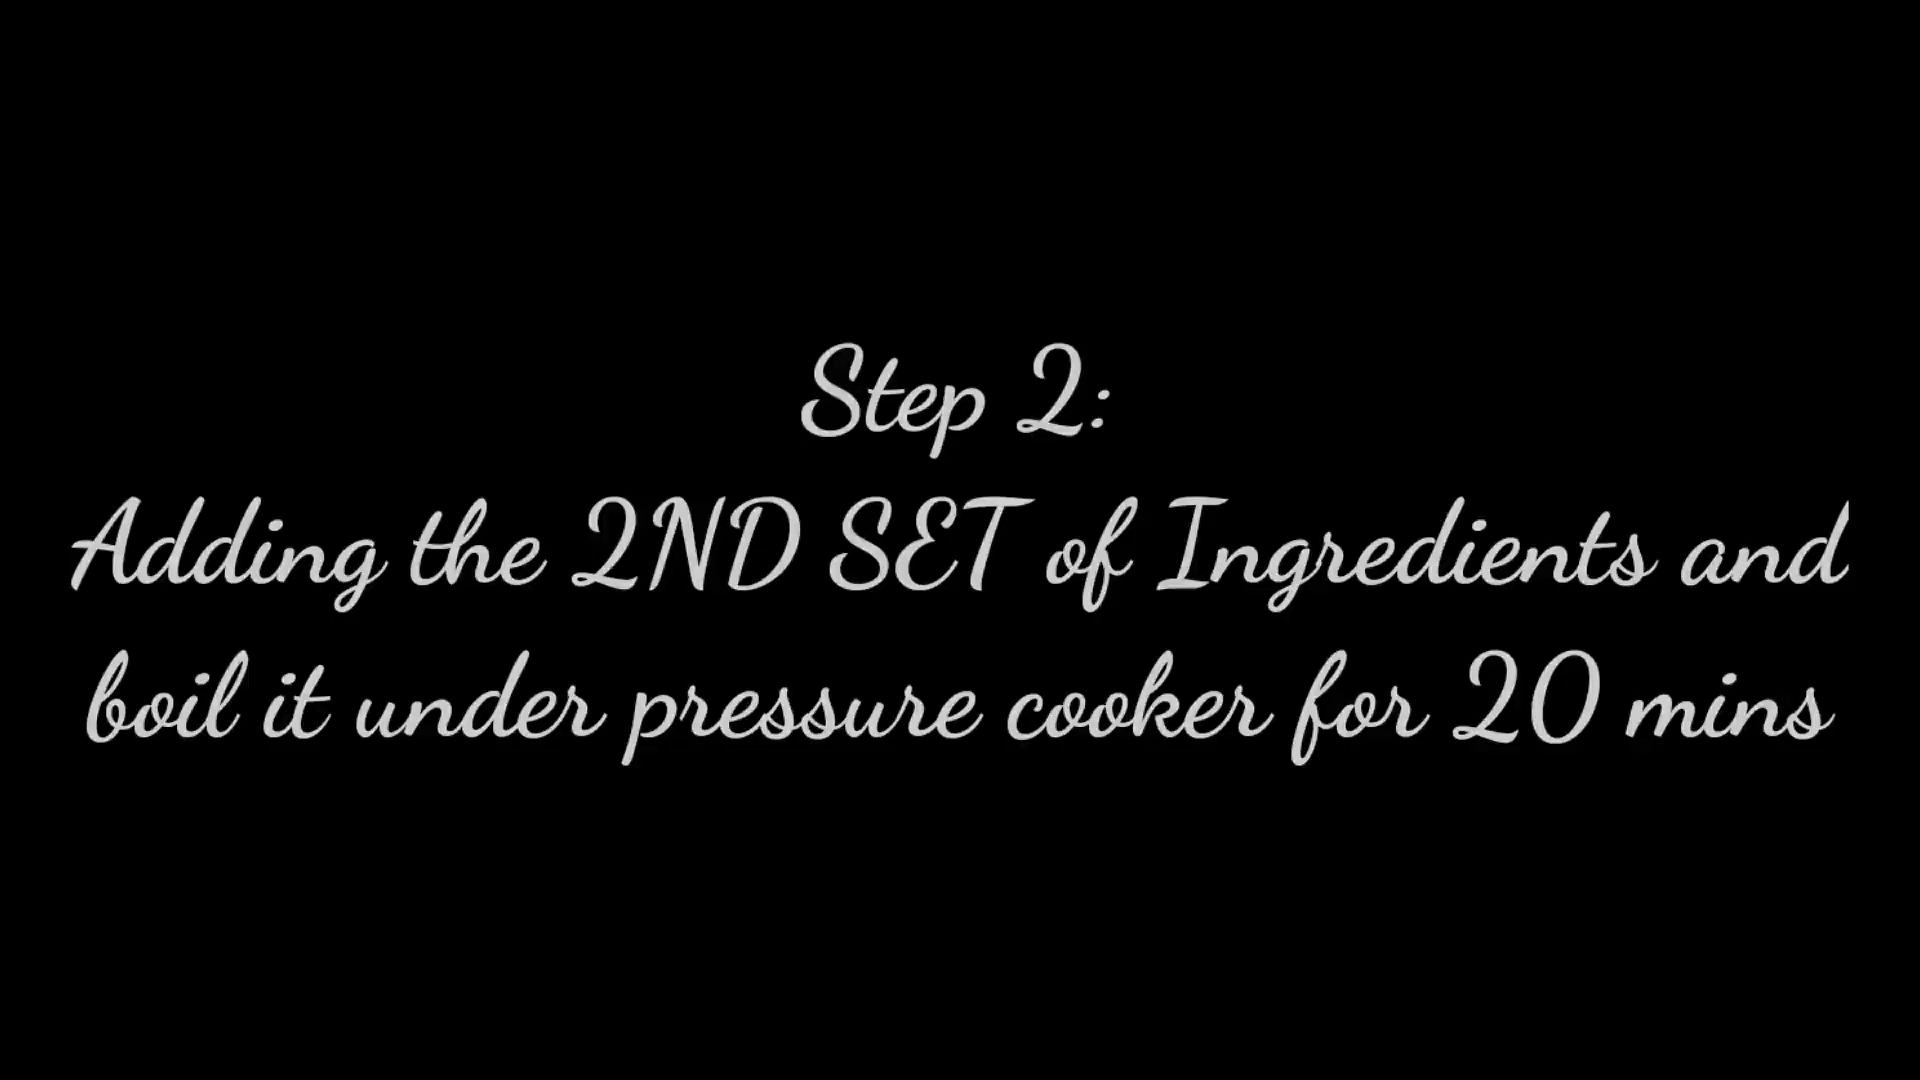 Step 2:
Adding the 2ND SET of Ingredients and
boil it under pressure cooker for 20 mins